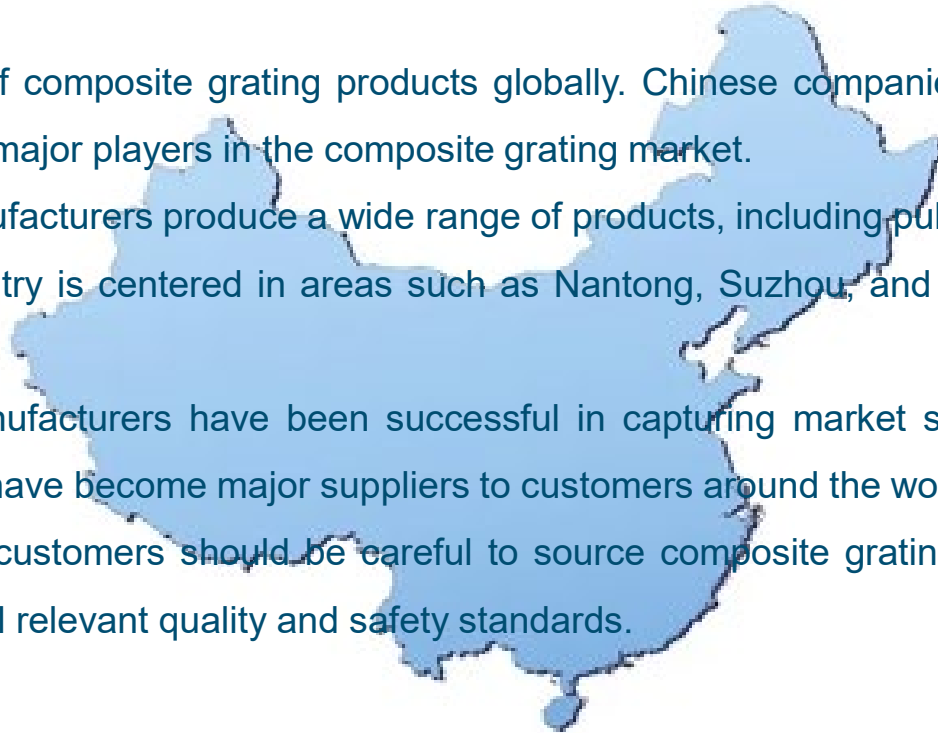 f composite grating products globally. Chinese companie
major players in the composite grating market.
ufacturers produce a wide range of products, including pul
try is centered in areas such as Nantong, Suzhou, and
nufacturers have been successful in capturing market s
have become major suppliers to customers around the wo
customers should be careful to source composite gratin
l relevant quality and safety standards.